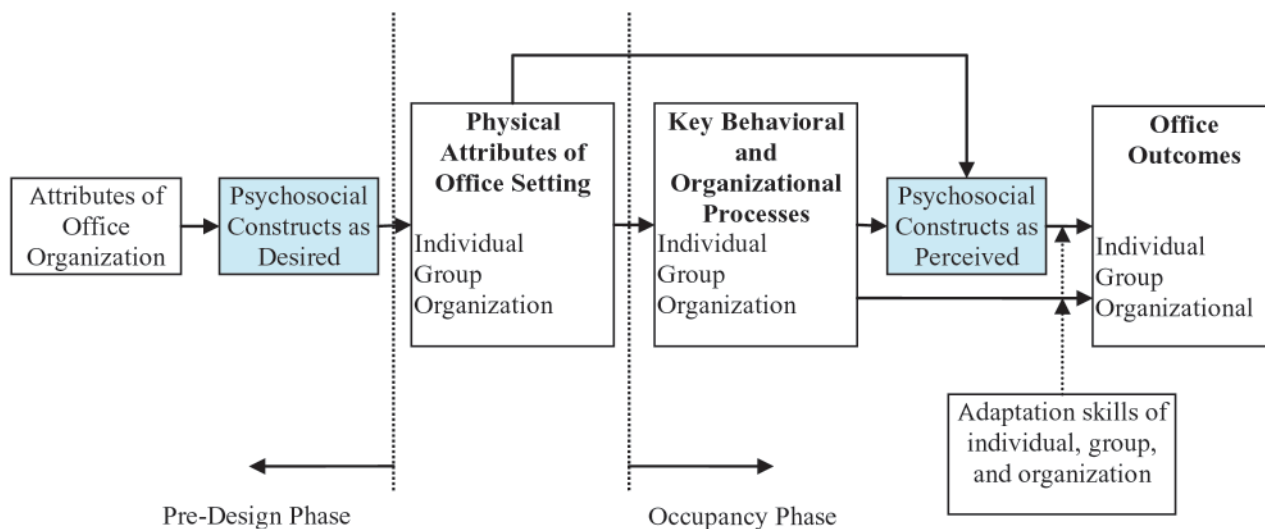 Attributes of
Office
Organization
Psychosocial
Constructs as
Desired
Physical
Attributes of
Office Setting
Individual
Group
Organization
Key Behavioral
and
Organizational
Processes
Individual
Group
Organization
Psychosocial
Constructs as
Perceived
Office
Outcomes
Individual
Group
Organizational
Adaptation skills of
individual, group,
and organization
Pre-Design Phase
Occupancy Phase